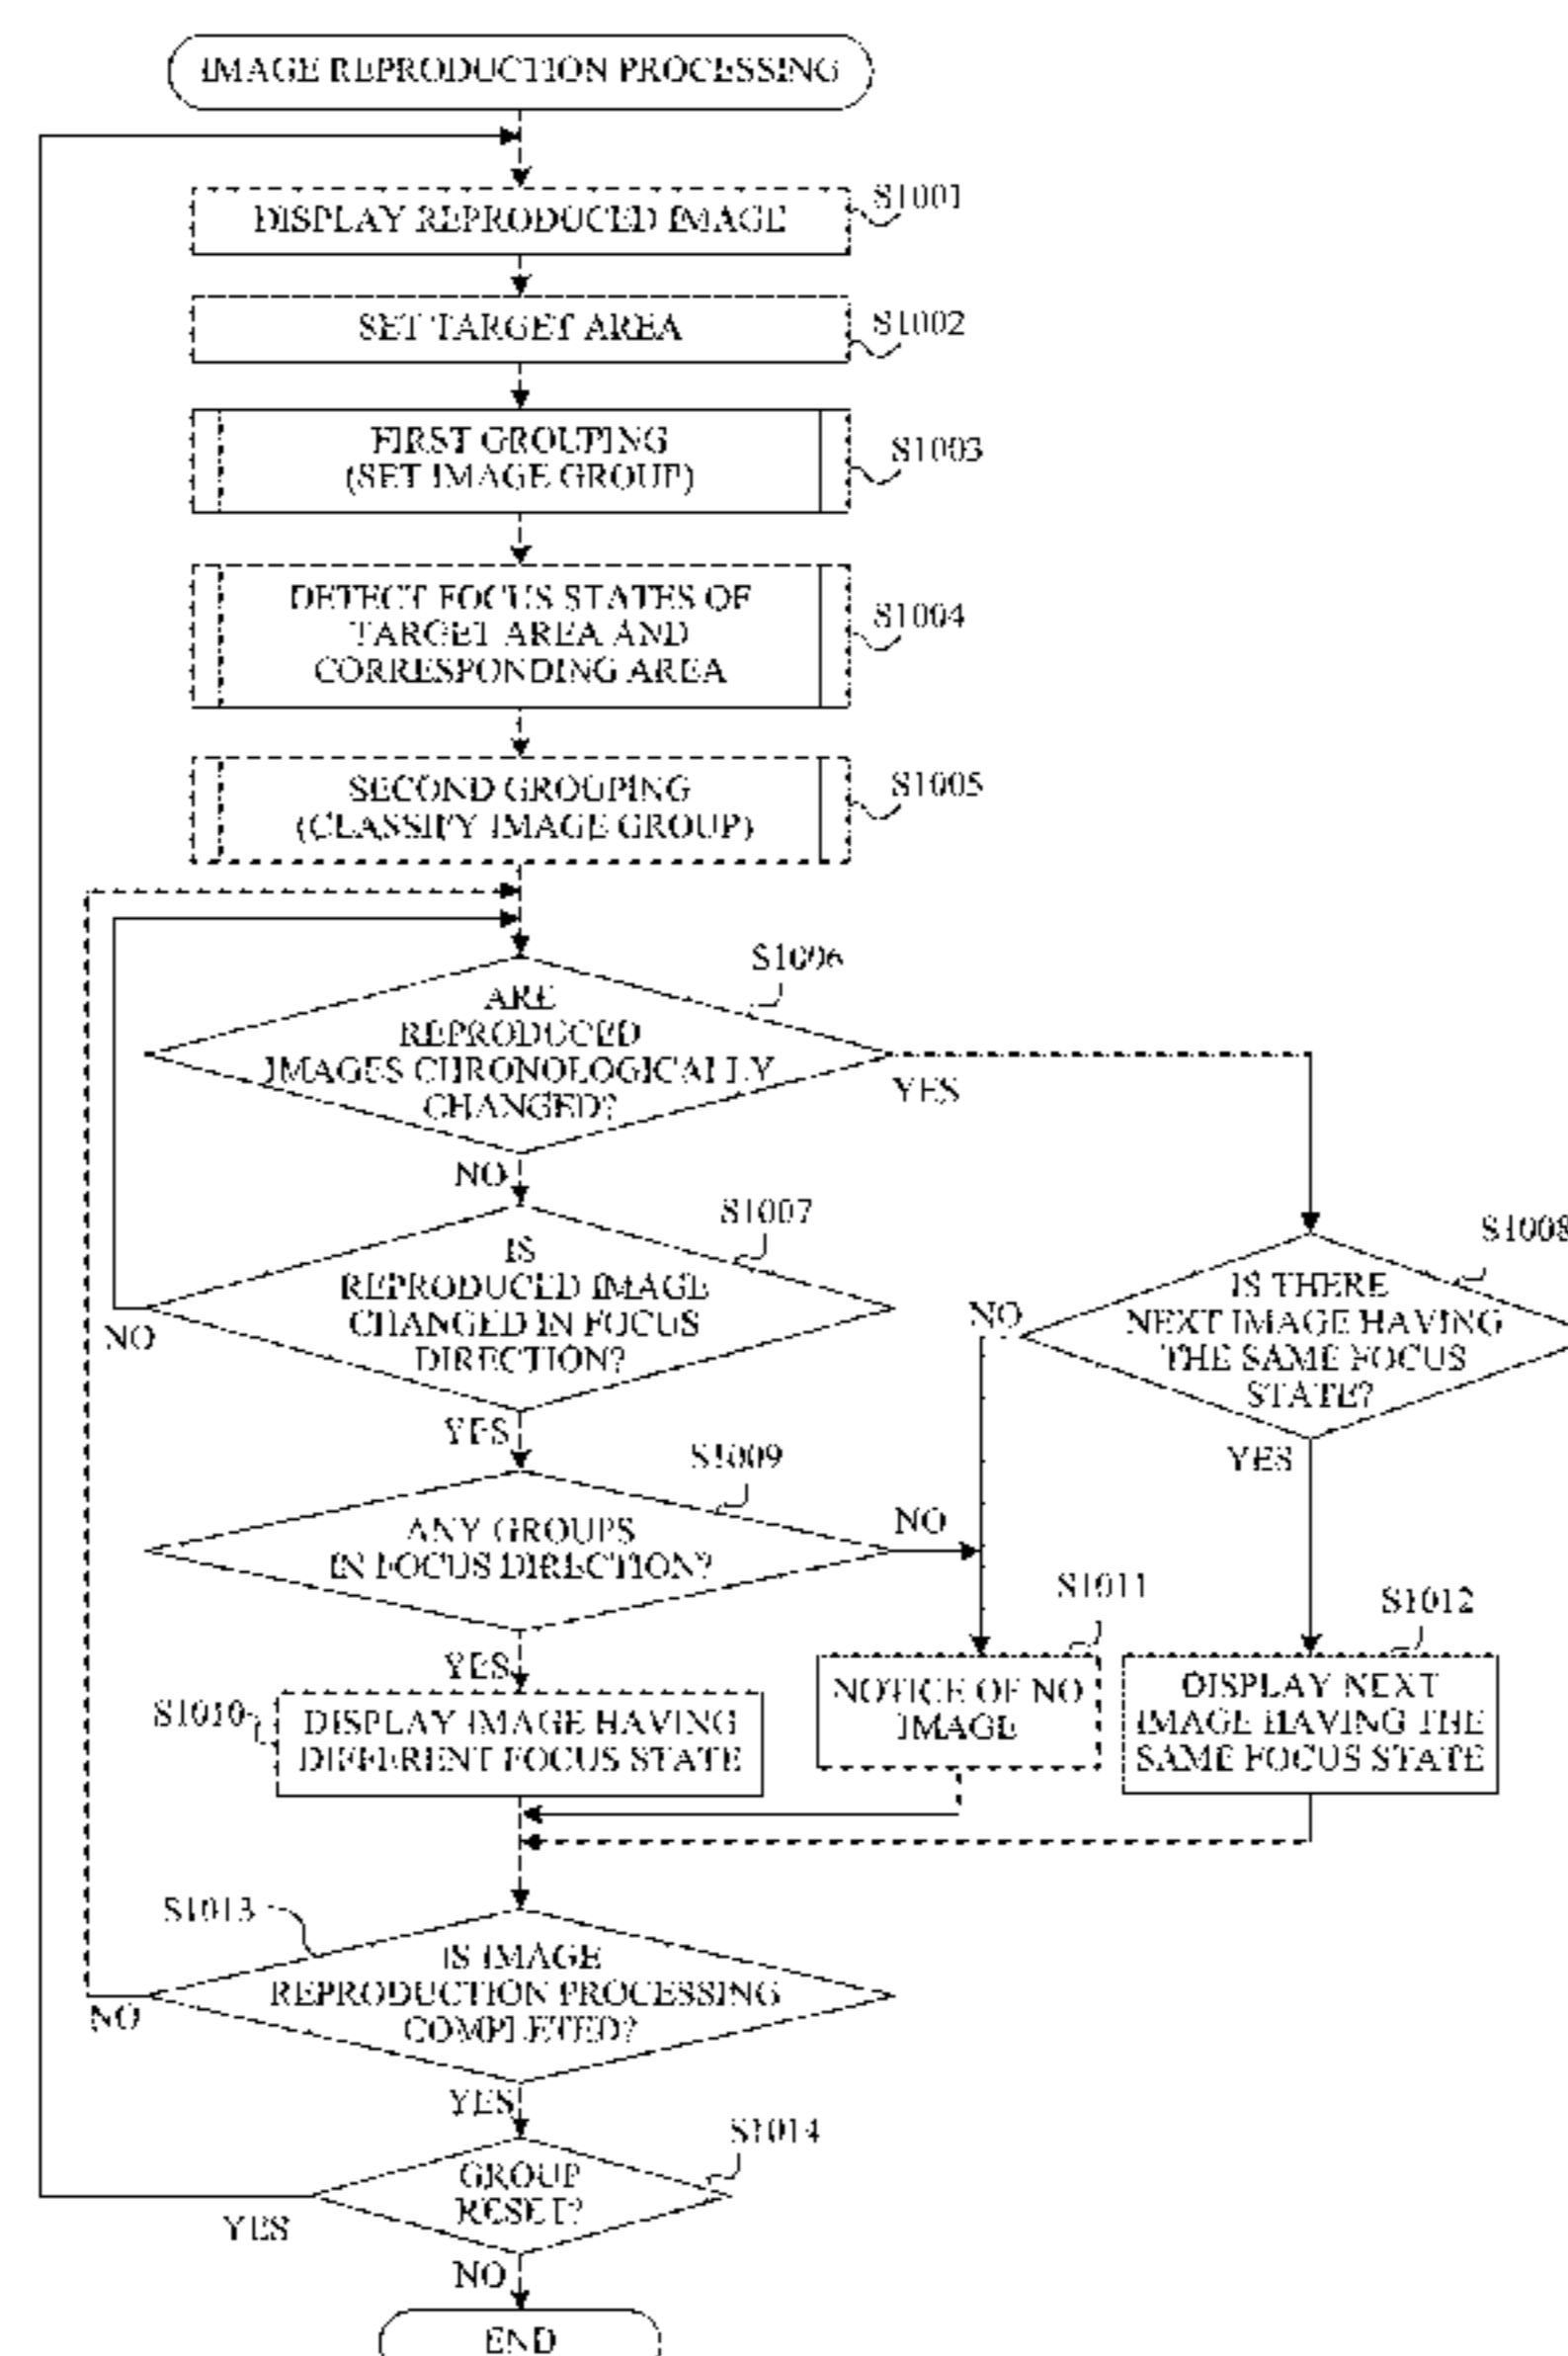 IMAGE REPRODUCTION PROCESSING
DISPLAY REPRODUCED IMAGE
S1001
SET TARGET AREA
S1002
FIRST GROUPING
(SET IMAGE GROUP)
S1003
DETECT FOCUS STATES OF
TARGET AREA AND
CORRESPONDING AREA
S1004
SECOND GROUPING
(CLASSIFY IMAGE GROUP)
S1005
S1006
ARE
REPRODUCED
IMAGES CHRONOLOGICALLY
CHANGED?
YES
NO
S1007
IS
REPRODUCED IMAGE
CHANGED IN FOCUS
DIRECTION?
NO
YES
S1008
IS THERE
NEXT IMAGE HAVING
THE SAME FOCUS
STATE?
NO
YES
S1009
ANY GROUPS
IN FOCUS DIRECTION?
NO
YES
S1010
DISPLAY IMAGE HAVING
DIFFERENT FOCUS STATE
S1011
NOTICE OF NO
IMAGE
S1012
DISPLAY NEXT
IMAGE HAVING THE
SAME FOCUS STATE
S1013
IS IMAGE
REPRODUCTION PROCESSING
COMPLETED?
NO
YES
S1014
GROUP
RESET?
YES
NO
END